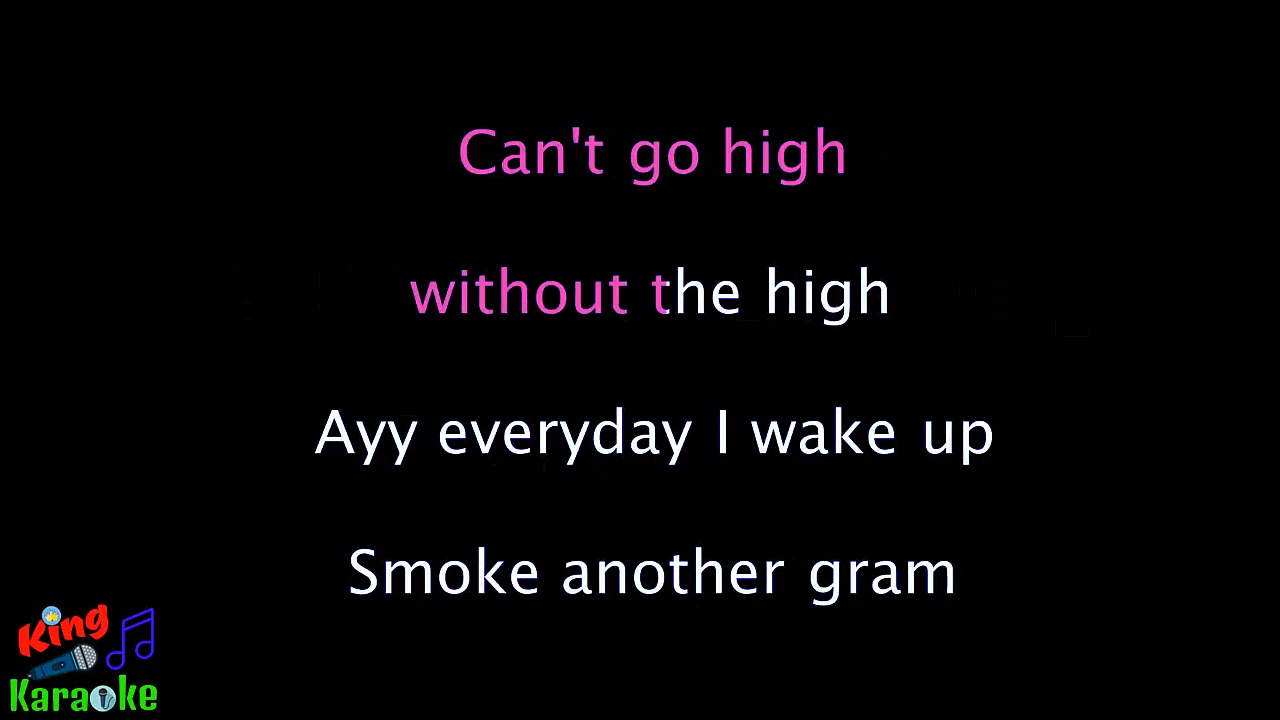 Can't go high
without the high
Ayy everyday I wake up
Smoke another gram
King
Karaoke